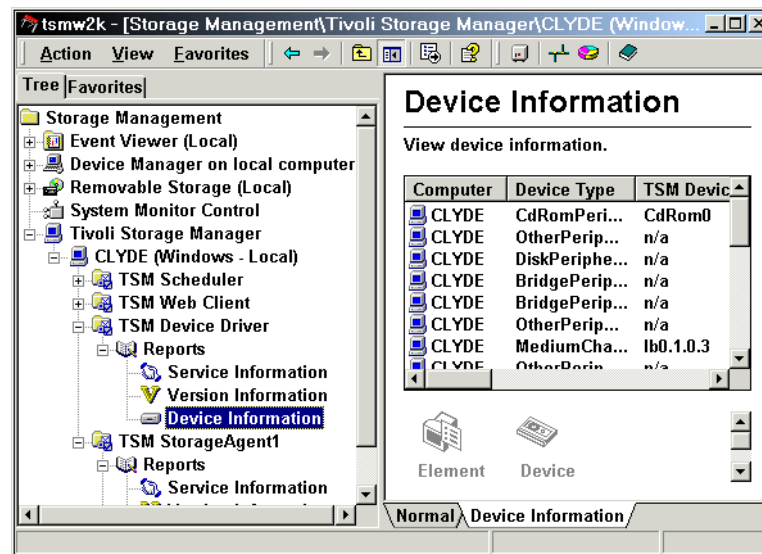 tsmw2k - [Storage Management\Tivoli Storage Manager\CLYDE (Window...
Action View Favorites
Tree Favorites
Storage Management
Event Viewer (Local)
Device Manager on local computer
Removable Storage (Local)
System Monitor Control
Tivoli Storage Manager
CLYDE (Windows - Local)
TSM Scheduler
TSM Web Client
TSM Device Driver
Reports
Service Information
Version Information
Device Information
TSM StorageAgent1
Reports
Service Information
Device Information
View device information.
Computer Device Type TSM Devic
CLYDE CdRomPeri... CdRom0
CLYDE OtherPerip... n/a
CLYDE DiskPeriphe... n/a
CLYDE BridgePerip... n/a
CLYDE BridgePerip... n/a
CLYDE OtherPerip... n/a
CLYDE MediumCha... lb0.1.0.3
CLYDE OtherPerip... n/a
Element Device
Normal Device Information